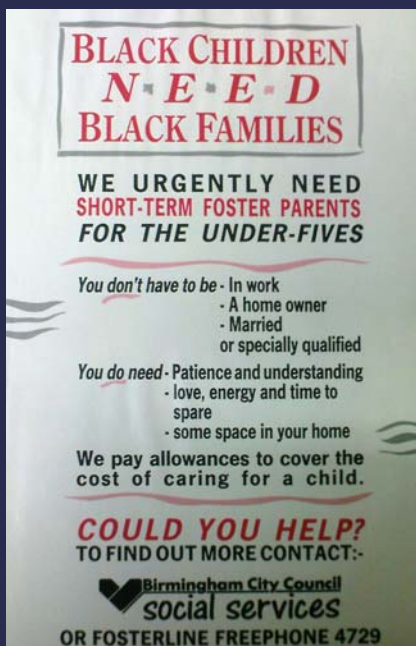 BLACK CHILDREN
N·E·E·D
BLACK FAMILIES
WE URGENTLY NEED
SHORT-TERM FOSTER PARENTS
FOR THE UNDER-FIVES
You don't have to be - In work
- A home owner
- Married
or specially qualified
You do need - Patience and understanding
- love, energy and time to
spare
- some space in your home
We pay allowances to cover the
cost of caring for a child.
COULD YOU HELP?
TO FIND OUT MORE CONTACT:-
Birmingham City Council
social services
OR FOSTERLINE FREEPHONE 4729